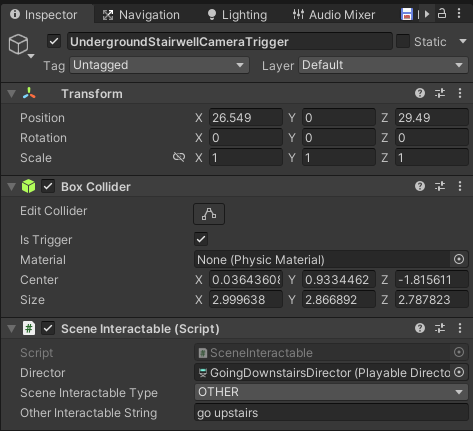 Inspector Navigation Lighting Audio Mixer
UndergroundStairwellCameraTrigger Static
Tag Untagged Layer Default
Transform
Position X 26.549 Y 0 Z 29.49
Rotation X 0 Y 0 Z 0
Scale X 1 Y 1 Z 1
Box Collider
Edit Collider
Is Trigger
Material None (Physic Material)
Center X 0.03643608 Y 0.9334462 Z -1.815611
Size X 2.999638 Y 2.866892 Z 2.787823
Scene Interactable (Script)
Script SceneInteractable
Director GoingDownstairsDirector (Playable Directo
Scene Interactable Type OTHER
Other Interactable String go upstairs